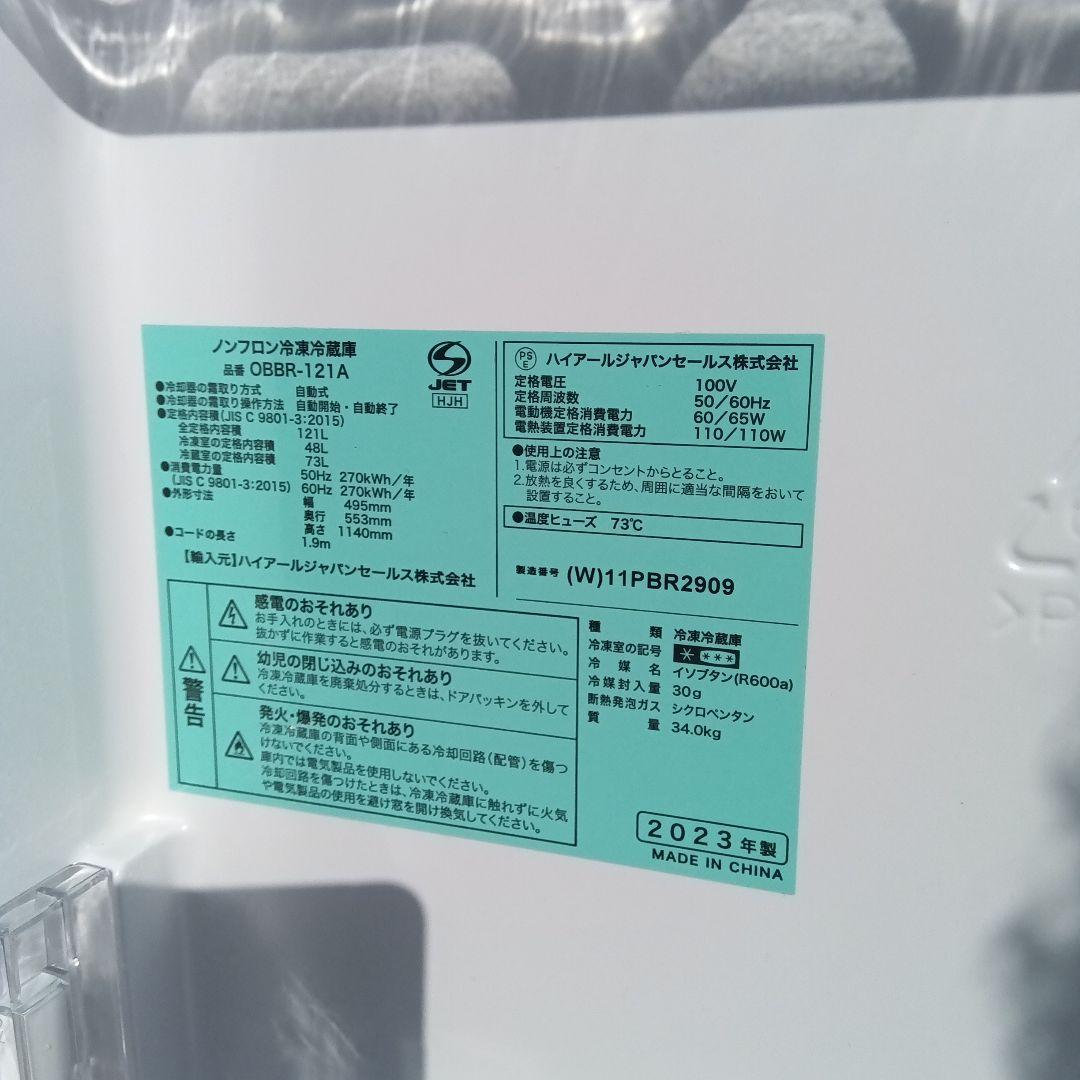 ノンフロン冷凍冷蔵庫
品番 OBBR-121A
JET
HJH
●冷却器の霜取り方式 自動式
●冷却器の霜取り操作方法 自動開始・自動終了
●定格内容積(JIS C 9801-3:2015)
全定格内容積 121L
冷凍室の定格内容積 48L
冷蔵室の定格内容積 73L
●消費電力量 50Hz 270kWh/年
(JIS C 9801-3:2015) 60Hz 270kWh/年
●外形寸法 幅 495mm
奥行 553mm
高さ 1140mm
●コードの長さ 1.9m
【輸入元】ハイアールジャパンセールス株式会社
PS
E
ハイアールジャパンセールス株式会社
定格電圧 100V
定格周波数 50/60Hz
電動機定格消費電力 60/65W
電熱装置定格消費電力 110/110W
●使用上の注意
1.電源は必ずコンセントからとること。
2.放熱を良くするため、周囲に適当な間隔をおいて
設置すること。
●温度ヒューズ 73℃
製造番号 (W)11PBR2909
警告
感電のおそれあり
お手入れのときには、必ず電源プラグを抜いてください。
抜かずに作業すると感電のおそれがあります。
幼児の閉じ込みのおそれあり
冷凍冷蔵庫を廃棄処分するときは、ドアパッキンを外して
ください。
発火・爆発のおそれあり
冷凍冷蔵庫の背面や側面にある冷却回路(配管)を傷つ
けないでください。
庫内では電気製品を使用しないでください。
冷却回路を傷つけたときは、冷凍冷蔵庫に触れずに火気
や電気製品の使用を避け窓を開け換気してください。
種類 冷凍冷蔵庫
冷凍室の記号 * ***
冷媒名 イソブタン(R600a)
冷媒封入量 30g
断熱発泡ガス シクロペンタン
質量 34.0kg
2023年製
MADE IN CHINA